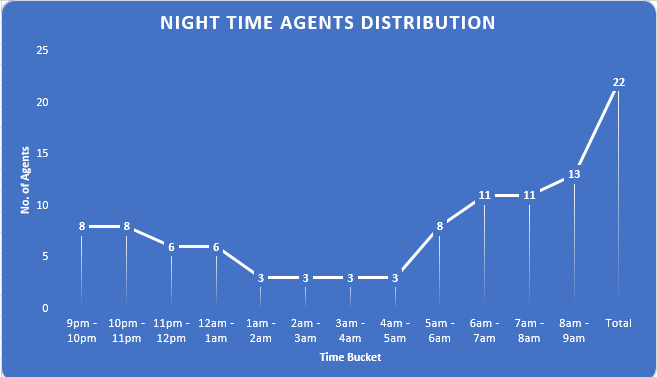 NIGHT TIME AGENTS DISTRIBUTION
25
20
15
10
5
0
No. of Agents
8 8 6 6 3 3 3 3 8 11 11 13 22
9pm - 10pm - 11pm - 12am - 1am - 2am - 3am - 4am - 5am - 6am - 7am - 8am - Total
10pm 11pm 12pm 1am 2am 3am 4am 5am 6am 7am 8am 9am
Time Bucket